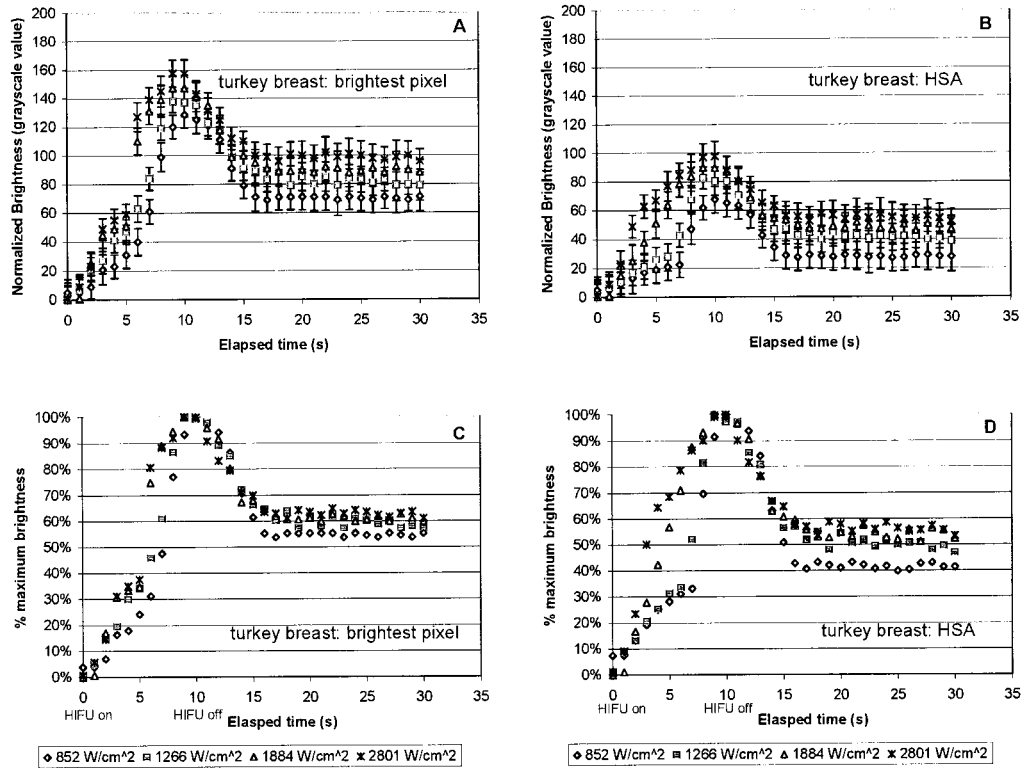 A
turkey breast: brightest pixel
Normalized Brightness (grayscale value)
200
180
160
140
120
100
80
60
40
20
0
0 5 10 15 20 25 30 35
Elapsed time (s)
B
turkey breast: HSA
Normalized Brightness (grayscale value)
200
180
160
140
120
100
80
60
40
20
0
0 5 10 15 20 25 30 35
Elapsed time (s)
C
turkey breast: brightest pixel
% maximum brightness
100%
90%
80%
70%
60%
50%
40%
30%
20%
10%
0%
0 5 10 15 20 25 30 35
HIFU on HIFU off Elasped time (s)
852 W/cm^2 1266 W/cm^2 1884 W/cm^2 2801 W/cm^2
D
turkey breast: HSA
% maximum brightness
100%
90%
80%
70%
60%
50%
40%
30%
20%
10%
0%
0 5 10 15 20 25 30 35
HIFU on HIFU off Elapsed time (s)
852 W/cm^2 1266 W/cm^2 1884 W/cm^2 2801 W/cm^2